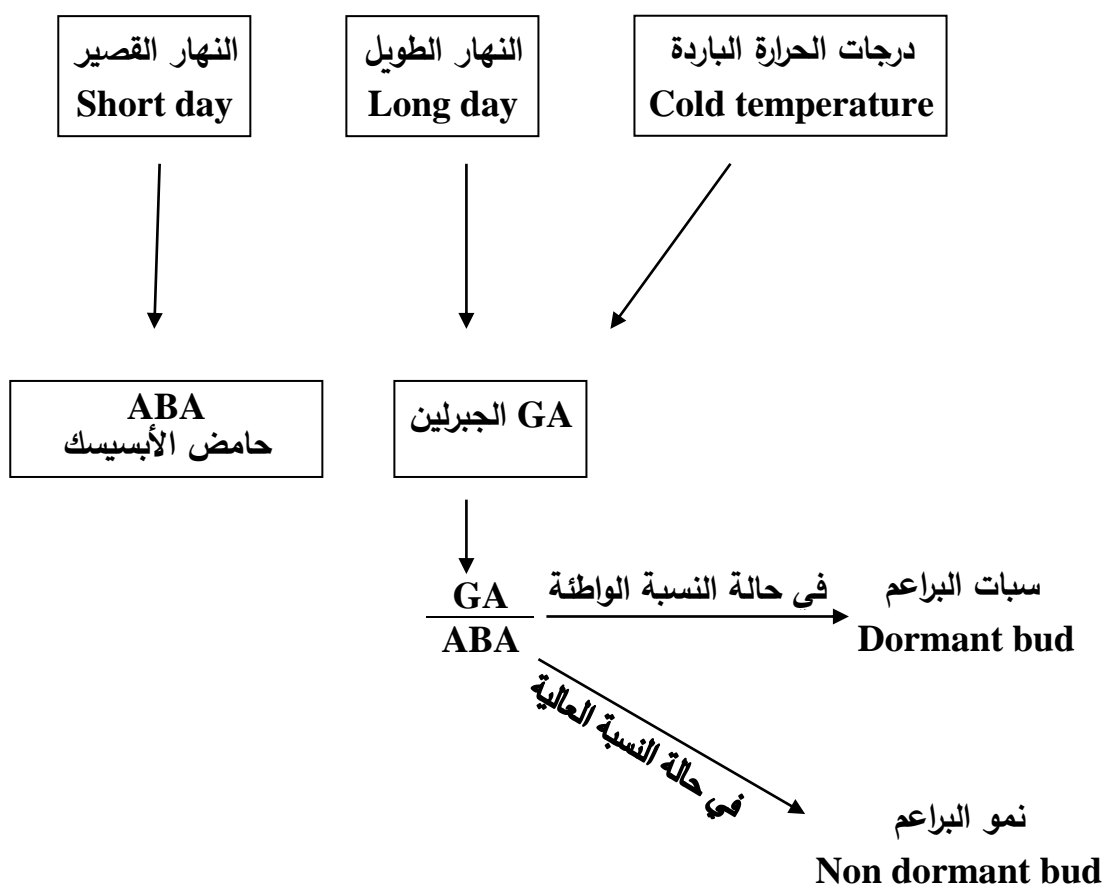 النهار القصير
Short day
النهار الطويل
Long day
درجات الحرارة الباردة
Cold temperature
ABA
حامض الأبسيسك
GA الجبرلين
GA
ABA
في حالة النسبة الواطئة
سبات البراعم
Dormant bud
في حالة النسبة العالية
نمو البراعم
Non dormant bud